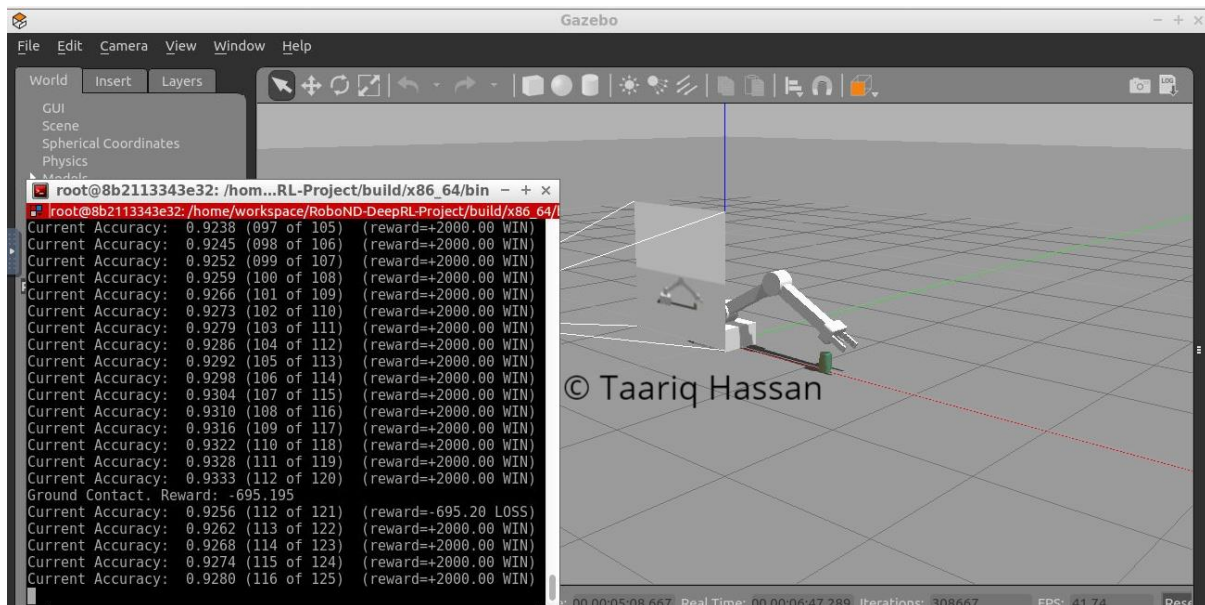 Gazebo
File Edit Camera View Window Help
World Insert Layers
GUI
Scene
Spherical Coordinates
Physics
Models
LOG
root@8b2113343e32: /hom...RL-Project/build/x86_64/bin
root@8b2113343e32: /home/workspace/RoboND-DeepRL-Project/build/x86_64/
Current Accuracy: 0.9238 (097 of 105) (reward=+2000.00 WIN)
Current Accuracy: 0.9245 (098 of 106) (reward=+2000.00 WIN)
Current Accuracy: 0.9252 (099 of 107) (reward=+2000.00 WIN)
Current Accuracy: 0.9259 (100 of 108) (reward=+2000.00 WIN)
Current Accuracy: 0.9266 (101 of 109) (reward=+2000.00 WIN)
Current Accuracy: 0.9273 (102 of 110) (reward=+2000.00 WIN)
Current Accuracy: 0.9279 (103 of 111) (reward=+2000.00 WIN)
Current Accuracy: 0.9286 (104 of 112) (reward=+2000.00 WIN)
Current Accuracy: 0.9292 (105 of 113) (reward=+2000.00 WIN)
Current Accuracy: 0.9298 (106 of 114) (reward=+2000.00 WIN)
Current Accuracy: 0.9304 (107 of 115) (reward=+2000.00 WIN)
Current Accuracy: 0.9310 (108 of 116) (reward=+2000.00 WIN)
Current Accuracy: 0.9316 (109 of 117) (reward=+2000.00 WIN)
Current Accuracy: 0.9322 (110 of 118) (reward=+2000.00 WIN)
Current Accuracy: 0.9328 (111 of 119) (reward=+2000.00 WIN)
Current Accuracy: 0.9333 (112 of 120) (reward=+2000.00 WIN)
Ground Contact. Reward: -695.195
Current Accuracy: 0.9256 (112 of 121) (reward=-695.20 LOSS)
Current Accuracy: 0.9262 (113 of 122) (reward=+2000.00 WIN)
Current Accuracy: 0.9268 (114 of 123) (reward=+2000.00 WIN)
Current Accuracy: 0.9274 (115 of 124) (reward=+2000.00 WIN)
Current Accuracy: 0.9280 (116 of 125) (reward=+2000.00 WIN)
© Taariq Hassan
00 00:05:08.667 Real Time: 00 00:06:47.289 Iterations: 308667 FPS: 41.74 Rese